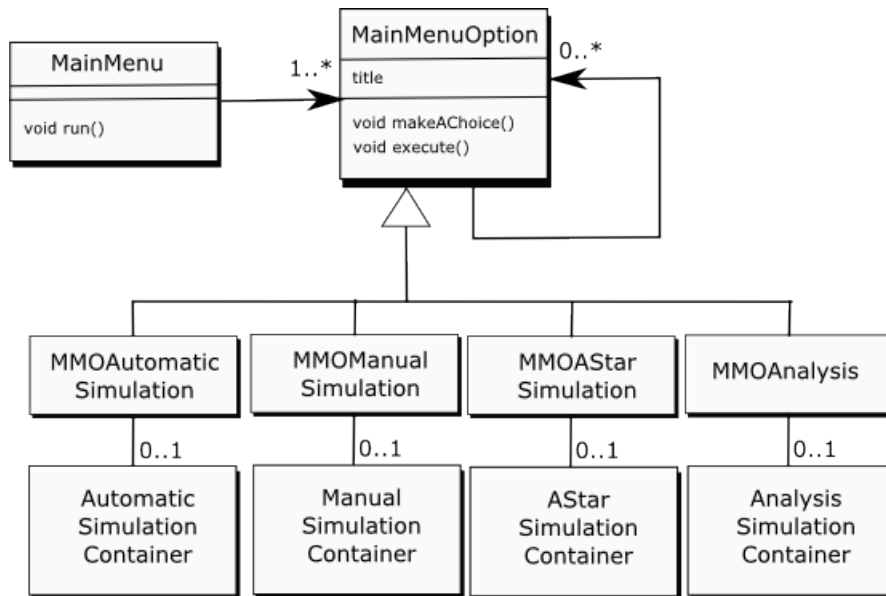 MainMenu
void run()
1..*
MainMenuOption
title
void makeAChoice()
void execute()
0..*
MMOAutomatic
Simulation
MMOManual
Simulation
MMOAStar
Simulation
MMOAnalysis
0..1
0..1
0..1
0..1
Automatic
Simulation
Container
Manual
Simulation
Container
AStar
Simulation
Container
Analysis
Simulation
Container